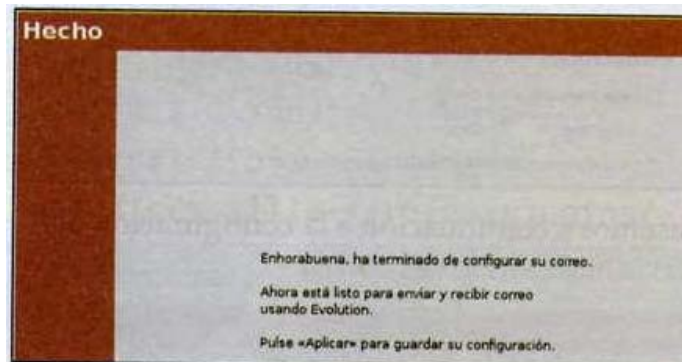 Hecho
Enhorabuena, ha terminado de configurar su correo.
Ahora está listo para enviar y recibir correo
usando Evolution.
Pulse «Aplicar» para guardar su configuración.